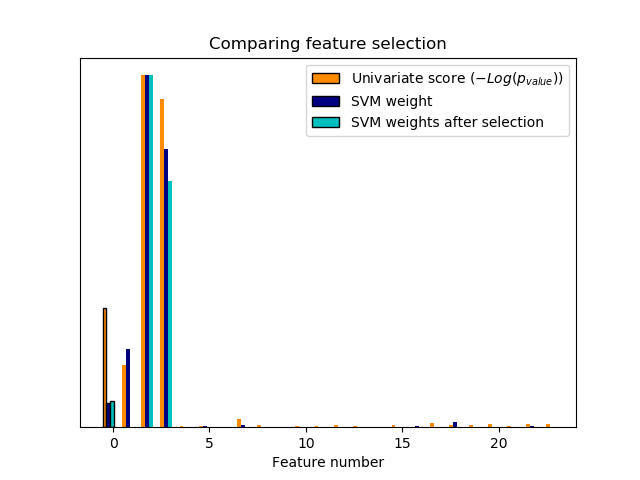 Comparing feature selection
Univariate score (−Log(p_value))
SVM weight
SVM weights after selection
0 5 10 15 20
Feature number